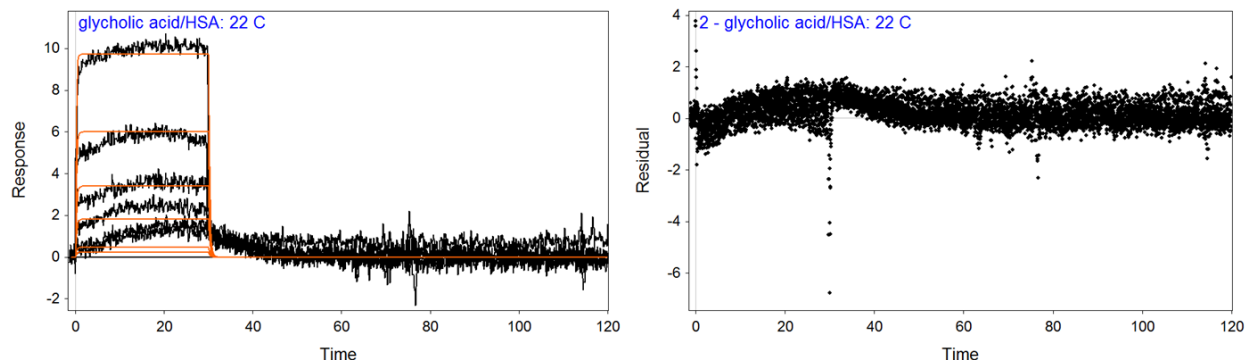 glycholic acid/HSA: 22 C
Response
10
8
6
4
2
0
-2
0 20 40 60 80 100 120
Time
2 - glycholic acid/HSA: 22 C
Residual
4
2
0
-2
-4
-6
0 20 40 60 80 100 120
Time